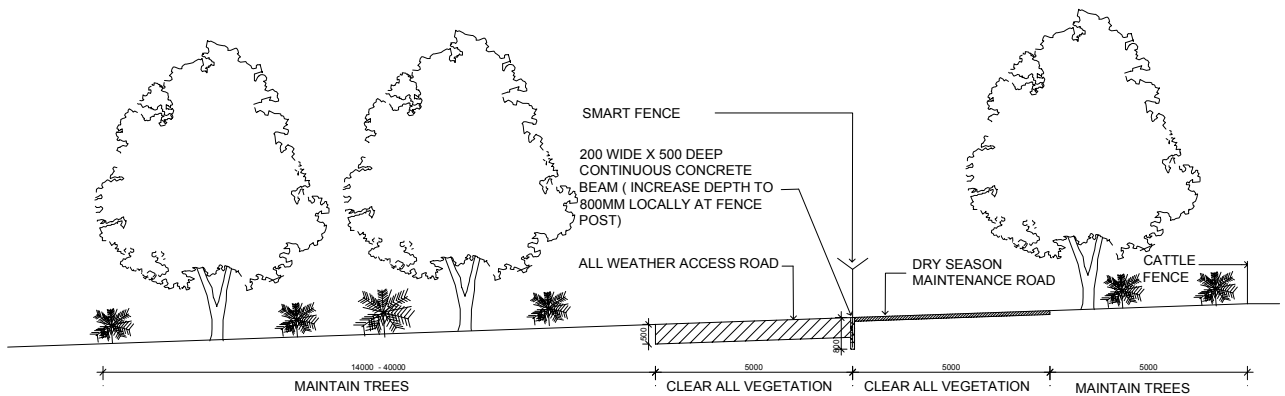 SMART FENCE
200 WIDE X 500 DEEP
CONTINUOUS CONCRETE
BEAM ( INCREASE DEPTH TO
800MM LOCALLY AT FENCE
POST)
ALL WEATHER ACCESS ROAD
DRY SEASON
MAINTENANCE ROAD
CATTLE
FENCE
500
800
14000 - 40000
5000
5000
5000
MAINTAIN TREES
CLEAR ALL VEGETATION
CLEAR ALL VEGETATION
MAINTAIN TREES